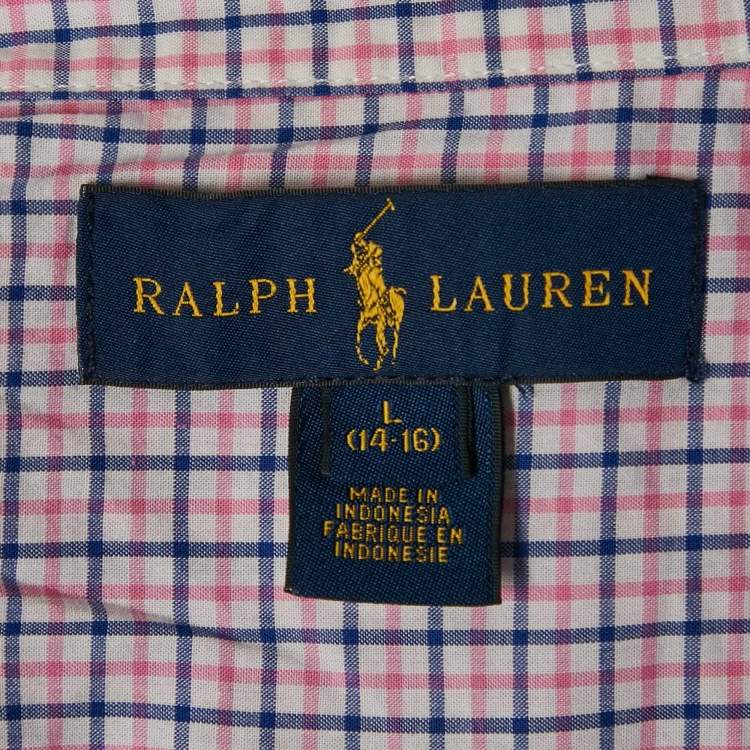 RALPH LAUREN
L
(14-16)
MADE IN
INDONESIA
FABRIQUE EN
INDONESIE